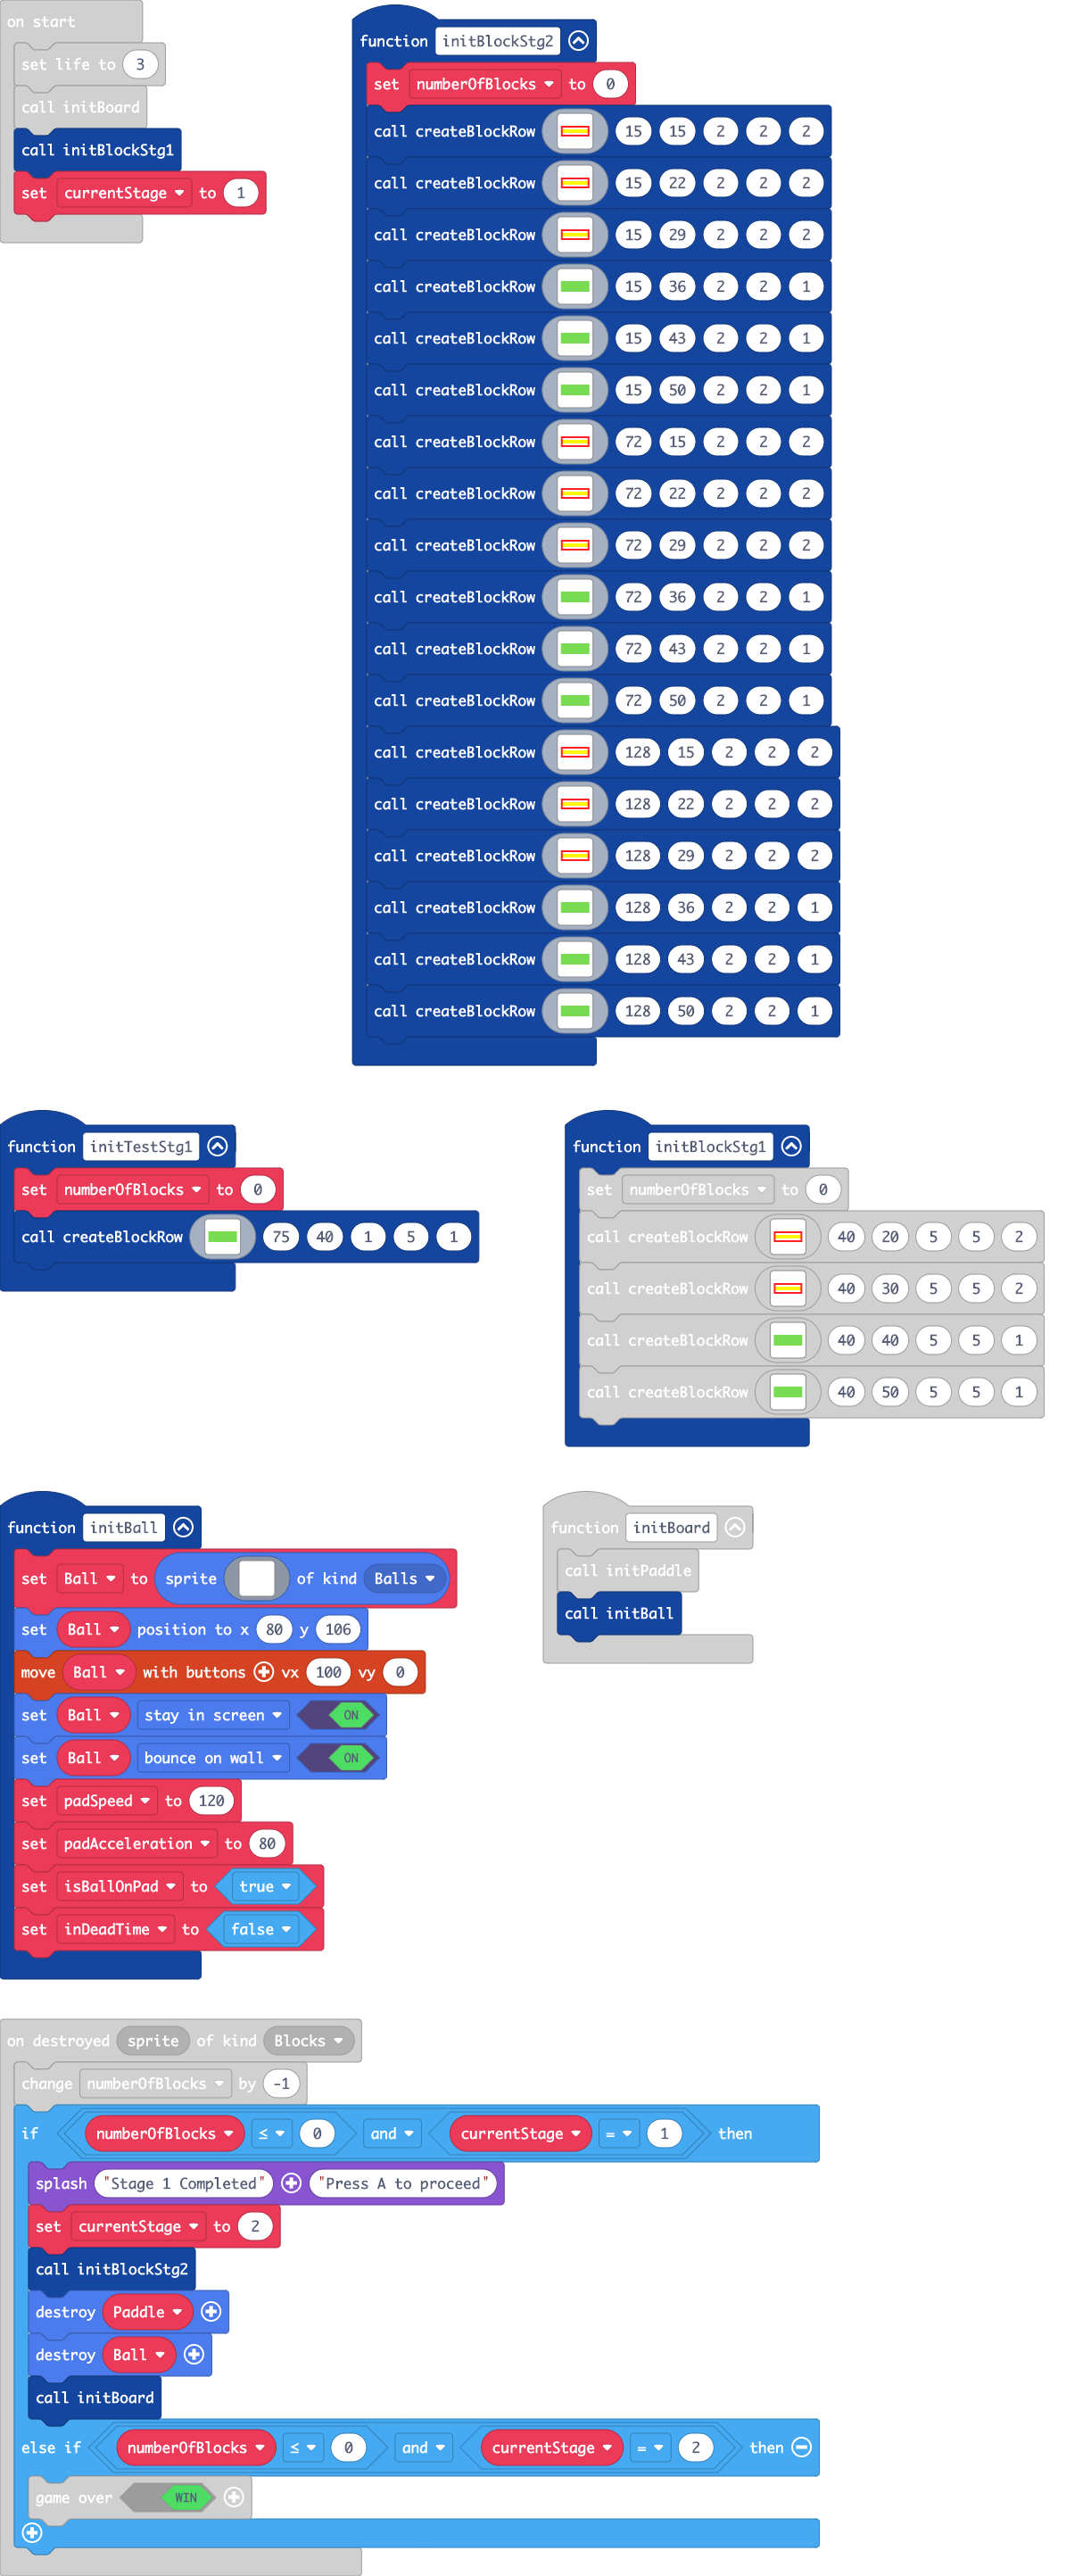 on start
set life to 3
call initBoard
call initBlockStg1
set currentStage to 1
function initBlockStg2
set numberOfBlocks to 0
call createBlockRow 15 15 2 2 2
call createBlockRow 15 22 2 2 2
call createBlockRow 15 29 2 2 2
call createBlockRow 15 36 2 2 1
call createBlockRow 15 43 2 2 1
call createBlockRow 15 50 2 2 1
call createBlockRow 72 15 2 2 2
call createBlockRow 72 22 2 2 2
call createBlockRow 72 29 2 2 2
call createBlockRow 72 36 2 2 1
call createBlockRow 72 43 2 2 1
call createBlockRow 72 50 2 2 1
call createBlockRow 128 15 2 2 2
call createBlockRow 128 22 2 2 2
call createBlockRow 128 29 2 2 2
call createBlockRow 128 36 2 2 1
call createBlockRow 128 43 2 2 1
call createBlockRow 128 50 2 2 1
function initTestStg1
set numberOfBlocks to 0
call createBlockRow 75 40 1 5 1
function initBlockStg1
set numberOfBlocks to 0
call createBlockRow 40 20 5 5 2
call createBlockRow 40 30 5 5 2
call createBlockRow 40 40 5 5 1
call createBlockRow 40 50 5 5 1
function initBall
set Ball to sprite of kind Balls
set Ball position to x 80 y 106
move Ball with buttons vx 100 vy 0
set Ball stay in screen ON
set Ball bounce on wall ON
set padSpeed to 120
set padAcceleration to 80
set isBallOnPad to true
set inDeadTime to false
function initBoard
call initPaddle
call initBall
on destroyed sprite of kind Blocks
change numberOfBlocks by -1
if numberOfBlocks ≤ 0 and currentStage = 1 then
splash "Stage 1 Completed" "Press A to proceed"
set currentStage to 2
call initBlockStg2
destroy Paddle
destroy Ball
call initBoard
else if numberOfBlocks ≤ 0 and currentStage = 2 then
game over WIN